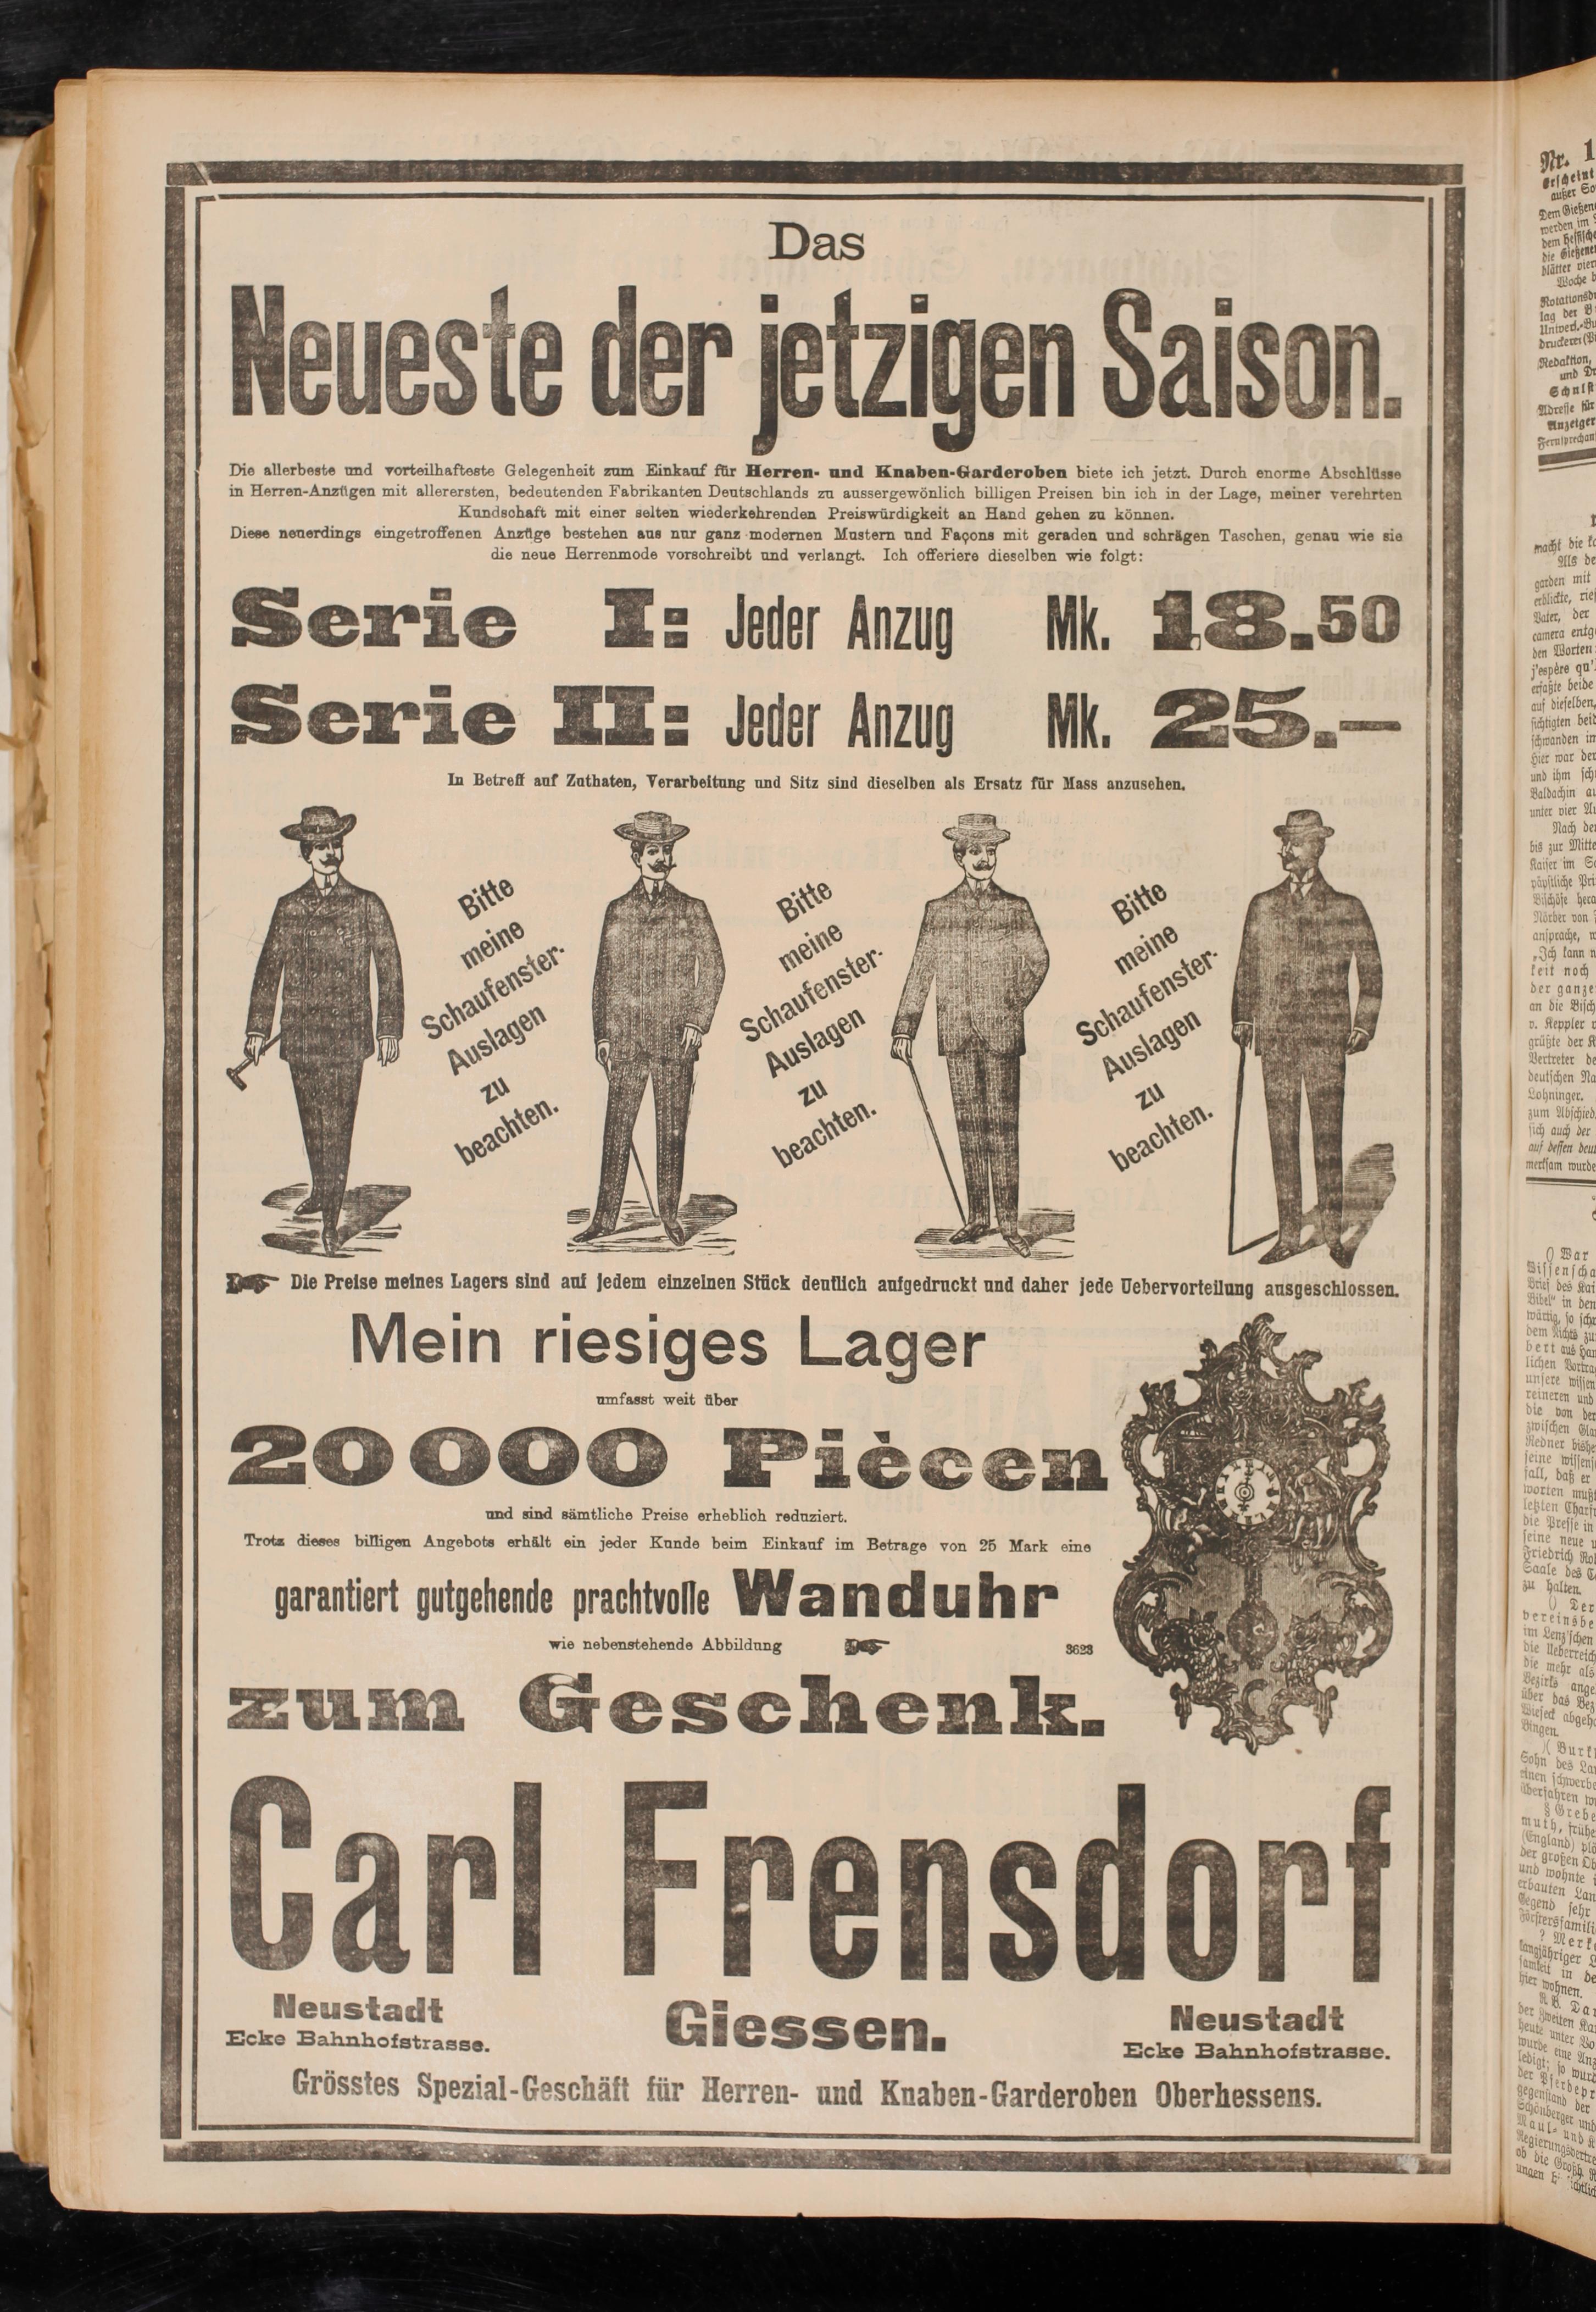 Das
Neueste der jetzigen Saison.
Die allerbeste und vorteilhafteste Gelegenheit zum Einkauf für Herren- und Knaben-Garderoben biete ich jetzt. Durch enorme Abschlüsse
in Herren-Anzügen mit allerersten, bedeutenden Fabrikanten Deutschlands zu aussergewönlich billigen Preisen bin ich in der Lage, meiner verehrten
Kundschaft mit einer selten wiederkehrenden Preiswürdigkeit an Hand gehen zu können.
Diese neuerdings eingetroffenen Anzüge bestehen aus nur ganz modernen Mustern und Façons mit geraden und schrägen Taschen, genau wie sie
die neue Herrenmode vorschreibt und verlangt. Ich offeriere dieselben wie folgt:
Serie I: Jeder Anzug Mk. 18.50
Serie II: Jeder Anzug Mk. 25.—
In Betreff auf Zuthaten, Verarbeitung und Sitz sind dieselben als Ersatz für Mass anzusehen.
Bitte
meine
Schaufenster-
Auslagen
zu
beachten.
Bitte
meine
Schaufenster-
Auslagen
zu
beachten.
Bitte
meine
Schaufenster-
Auslagen
zu
beachten.
Die Preise meines Lagers sind auf jedem einzelnen Stück deutlich aufgedruckt und daher jede Uebervorteilung ausgeschlossen.
Mein riesiges Lager
umfasst weit über
20000 Piècen
und sind sämtliche Preise erheblich reduziert.
Trotz dieses billigen Angebots erhält ein jeder Kunde beim Einkauf im Betrage von 25 Mark eine
garantiert gutgehende prachtvolle Wanduhr
wie nebenstehende Abbildung 3623
zum Geschenk.
Carl Frensdorf
Neustadt
Ecke Bahnhofstrasse.
Giessen.
Neustadt
Ecke Bahnhofstrasse.
Grösstes Spezial-Geschäft für Herren- und Knaben-Garderoben Oberhessens.